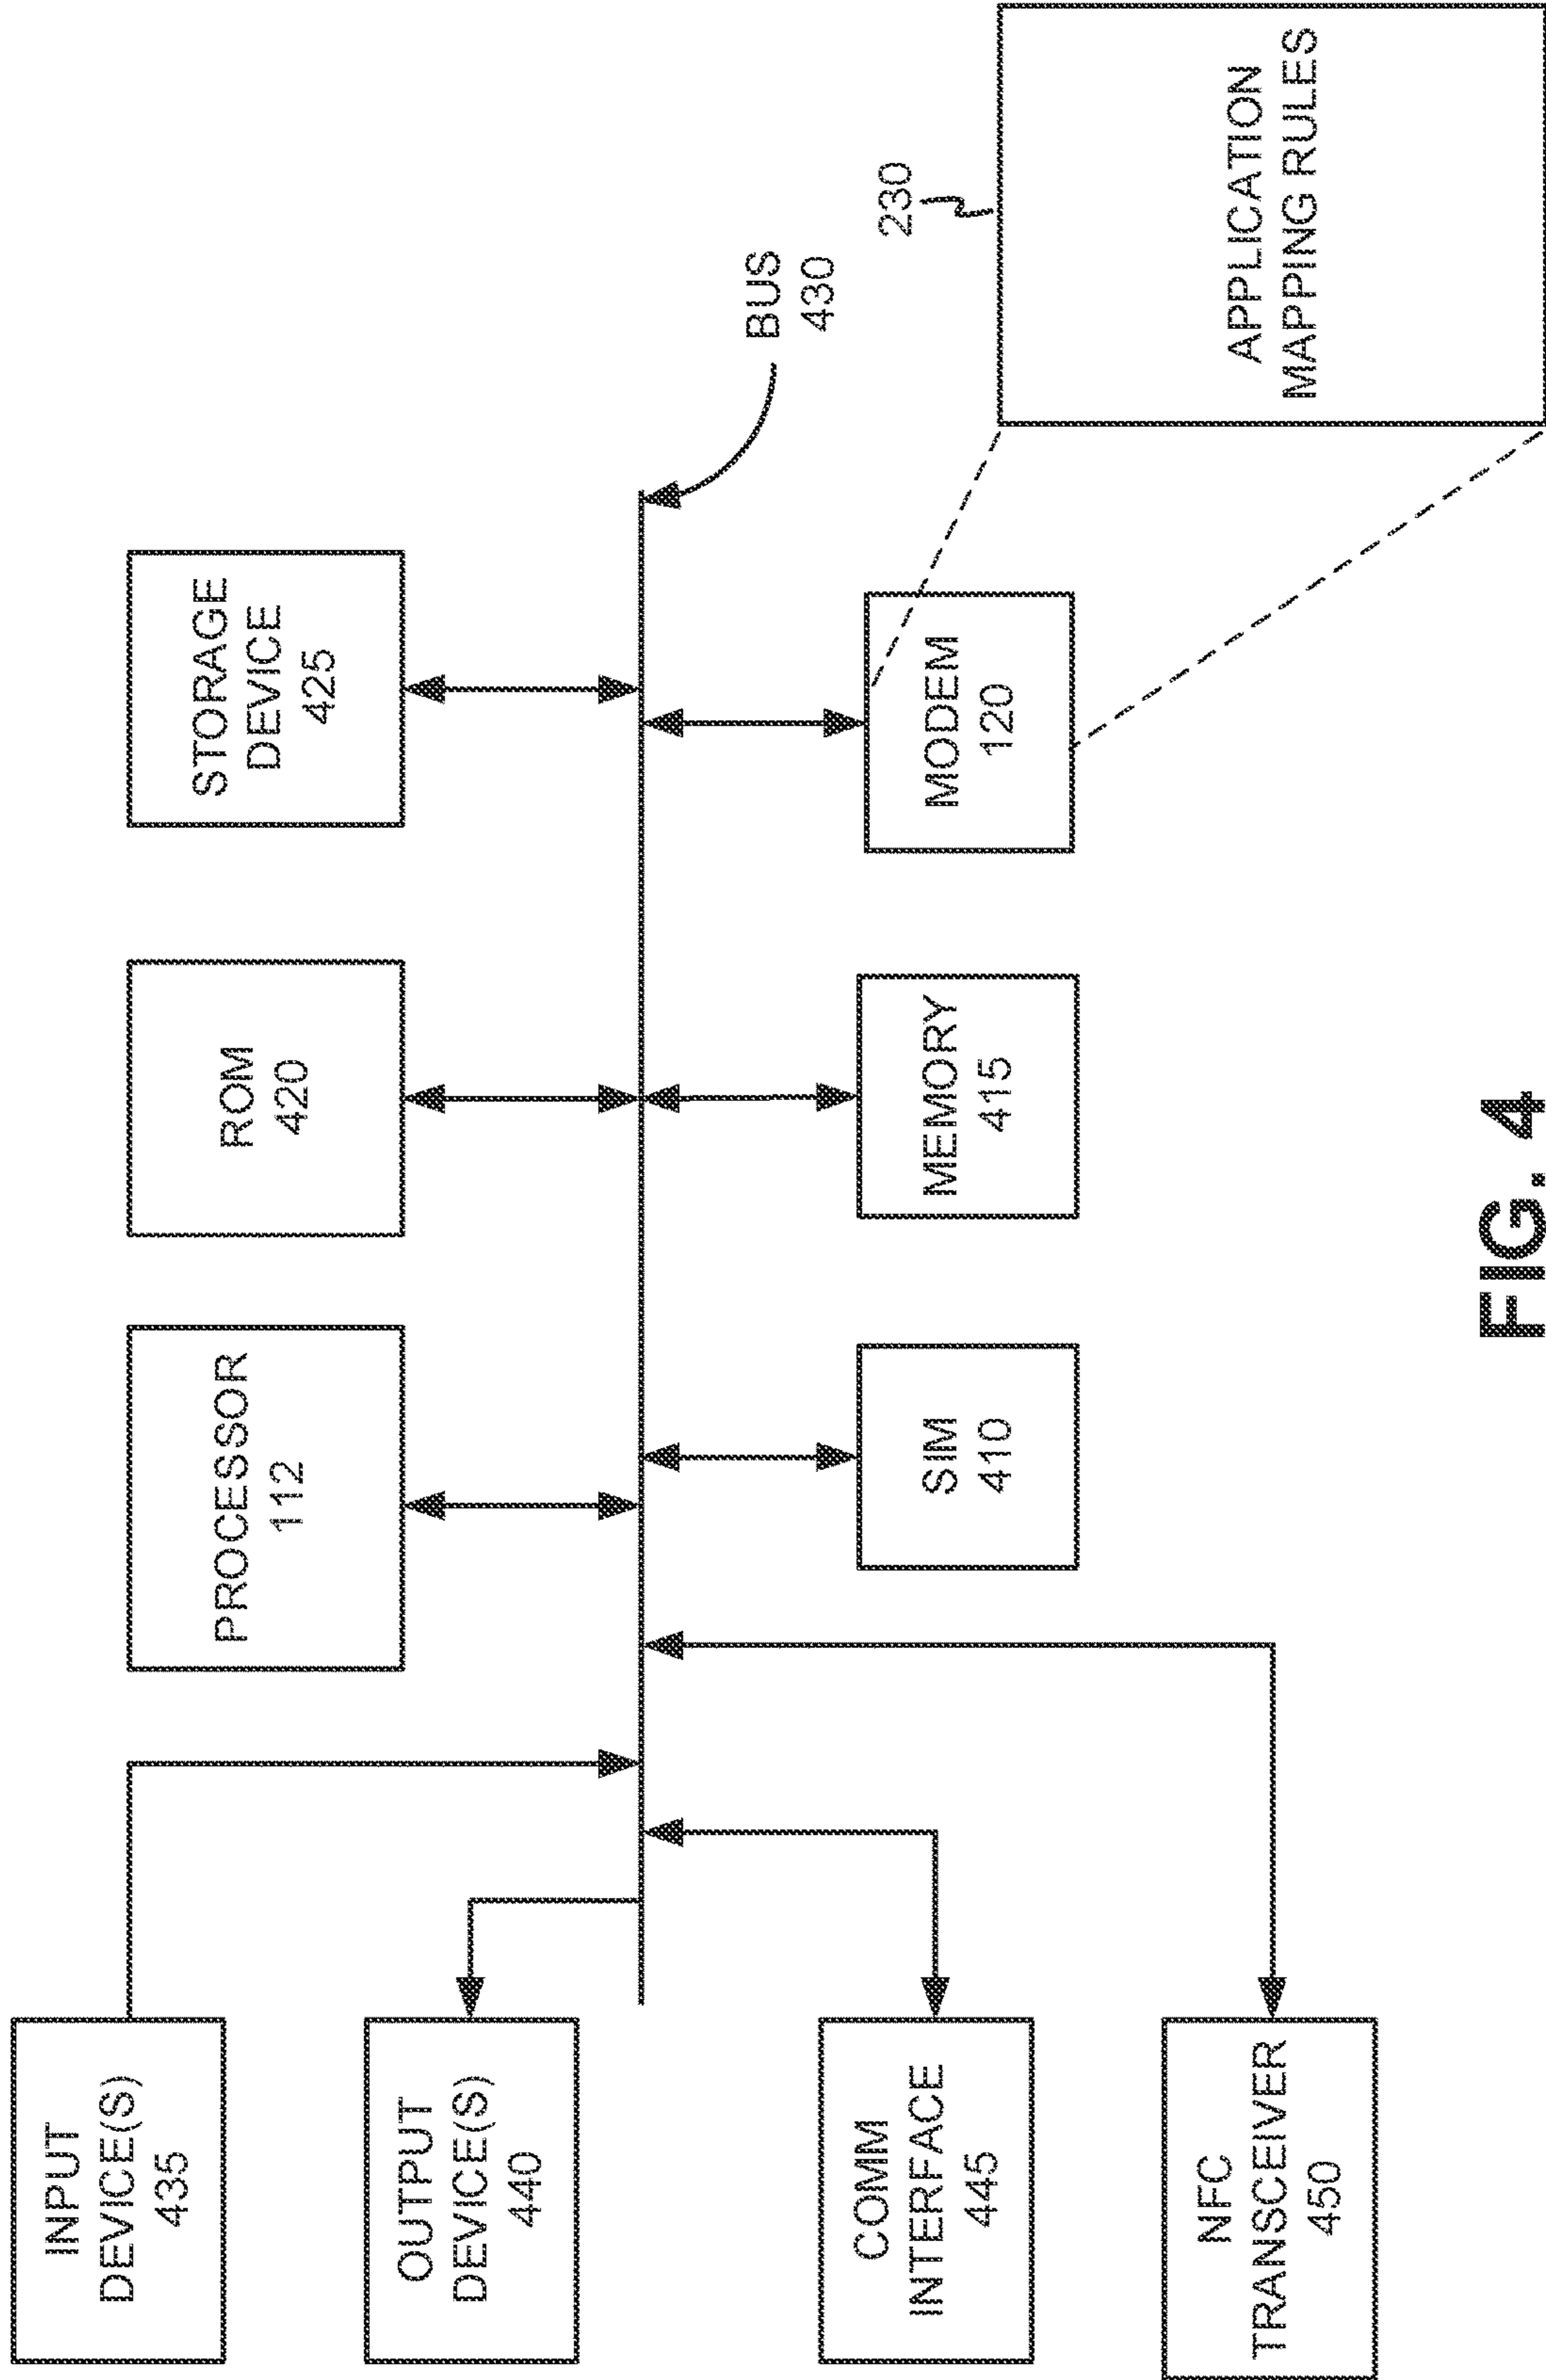 INPUT
DEVICE(S)
435
PROCESSOR
112
ROM
420
STORAGE
DEVICE
425
OUTPUT
DEVICE(S)
440
BUS
430
COMM
INTERFACE
445
SIM
410
MEMORY
415
MODEM
120
230
NFC
TRANSCEIVER
450
APPLICATION
MAPPING RULES
FIG. 4